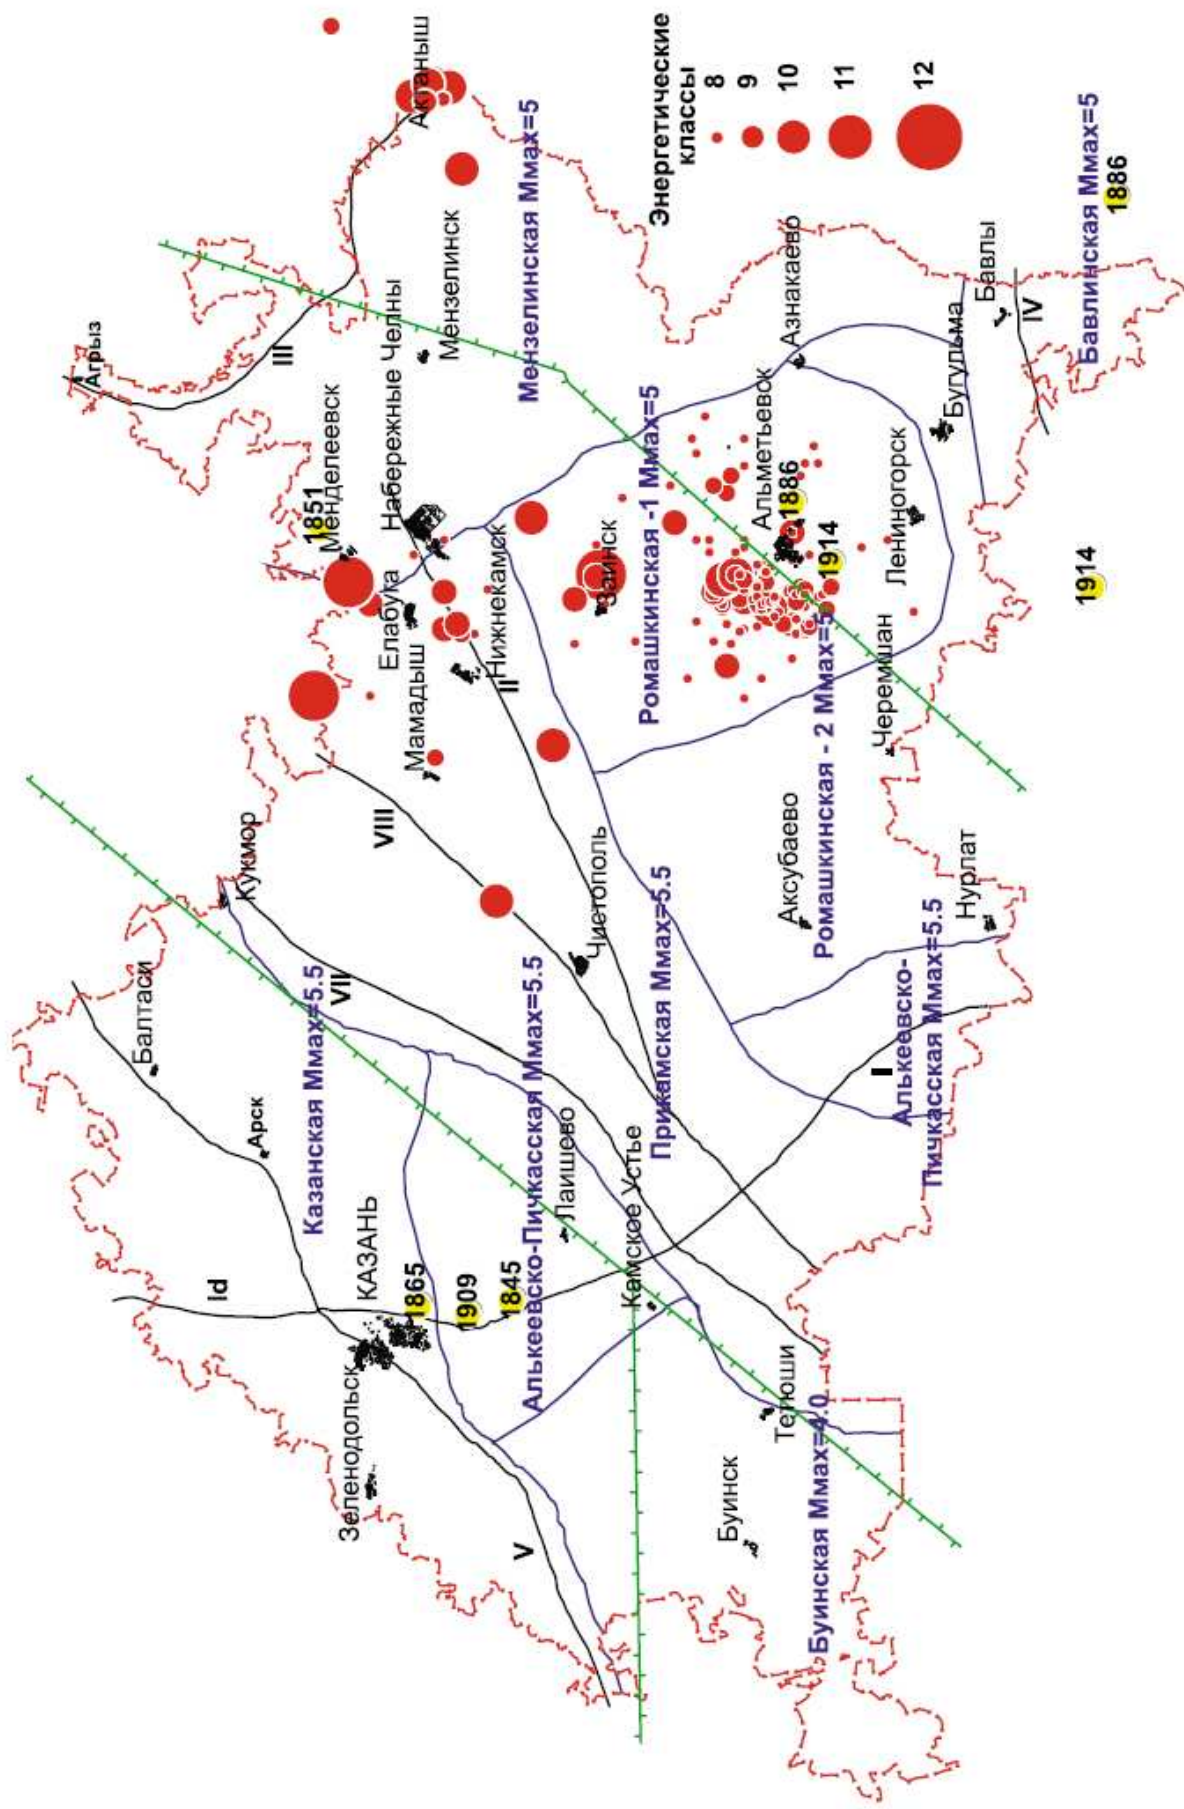 Агрыз
III
Актаныш
Менделеевск
1851
Набережные Челны
Мензелинск
Мензелинская Ммах=5
Елабука
Мамадыш
Нижнекамск
II
Заинск
Ромашкинская -1 Ммах=5
Альметьевск
1886
1914
Азнакаево
Лениногорск
Бугульма
Бавлы
IV
Бавлинская Ммах=5
1886
1914
Черемшан
Ромашкинская - 2 Ммах=5
Энергетические
классы
8
9
10
11
12
Кукмор
VIII
VII
Балтаси
Арск
Казанская Ммах=5.5
Id
КАЗАНЬ
1865
1909
1845
Зеленодольск
V
Алькеевско-Пичкасская Ммах=5.5
Лаишево
Чистополь
Прикамская Ммах=5.5
Камское Устье
Аксубаево
Нурлат
I
Алькеевско-
Пичкасская Ммах=5.5
Тетюши
Буинск
Буинская Ммах=4.0